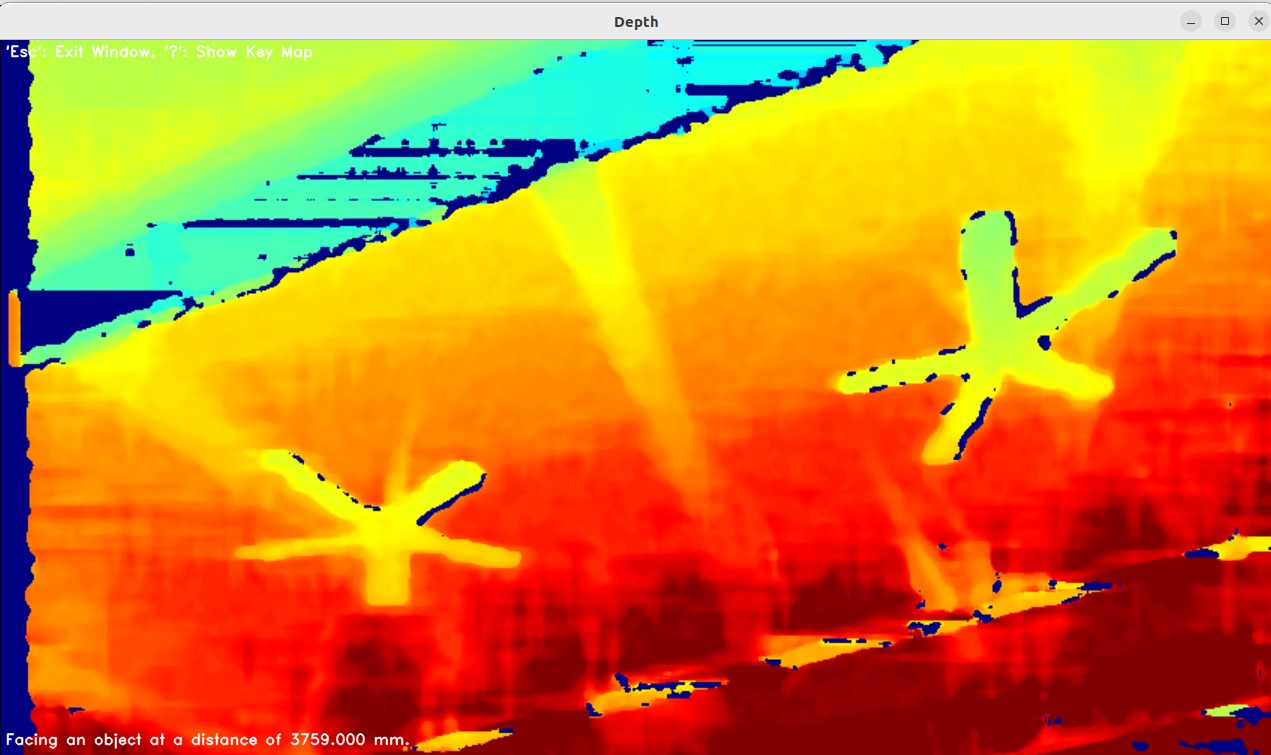 Depth
'Esc': Exit Window, '?': Show Key Map
Facing an object at a distance of 3759.000 mm.